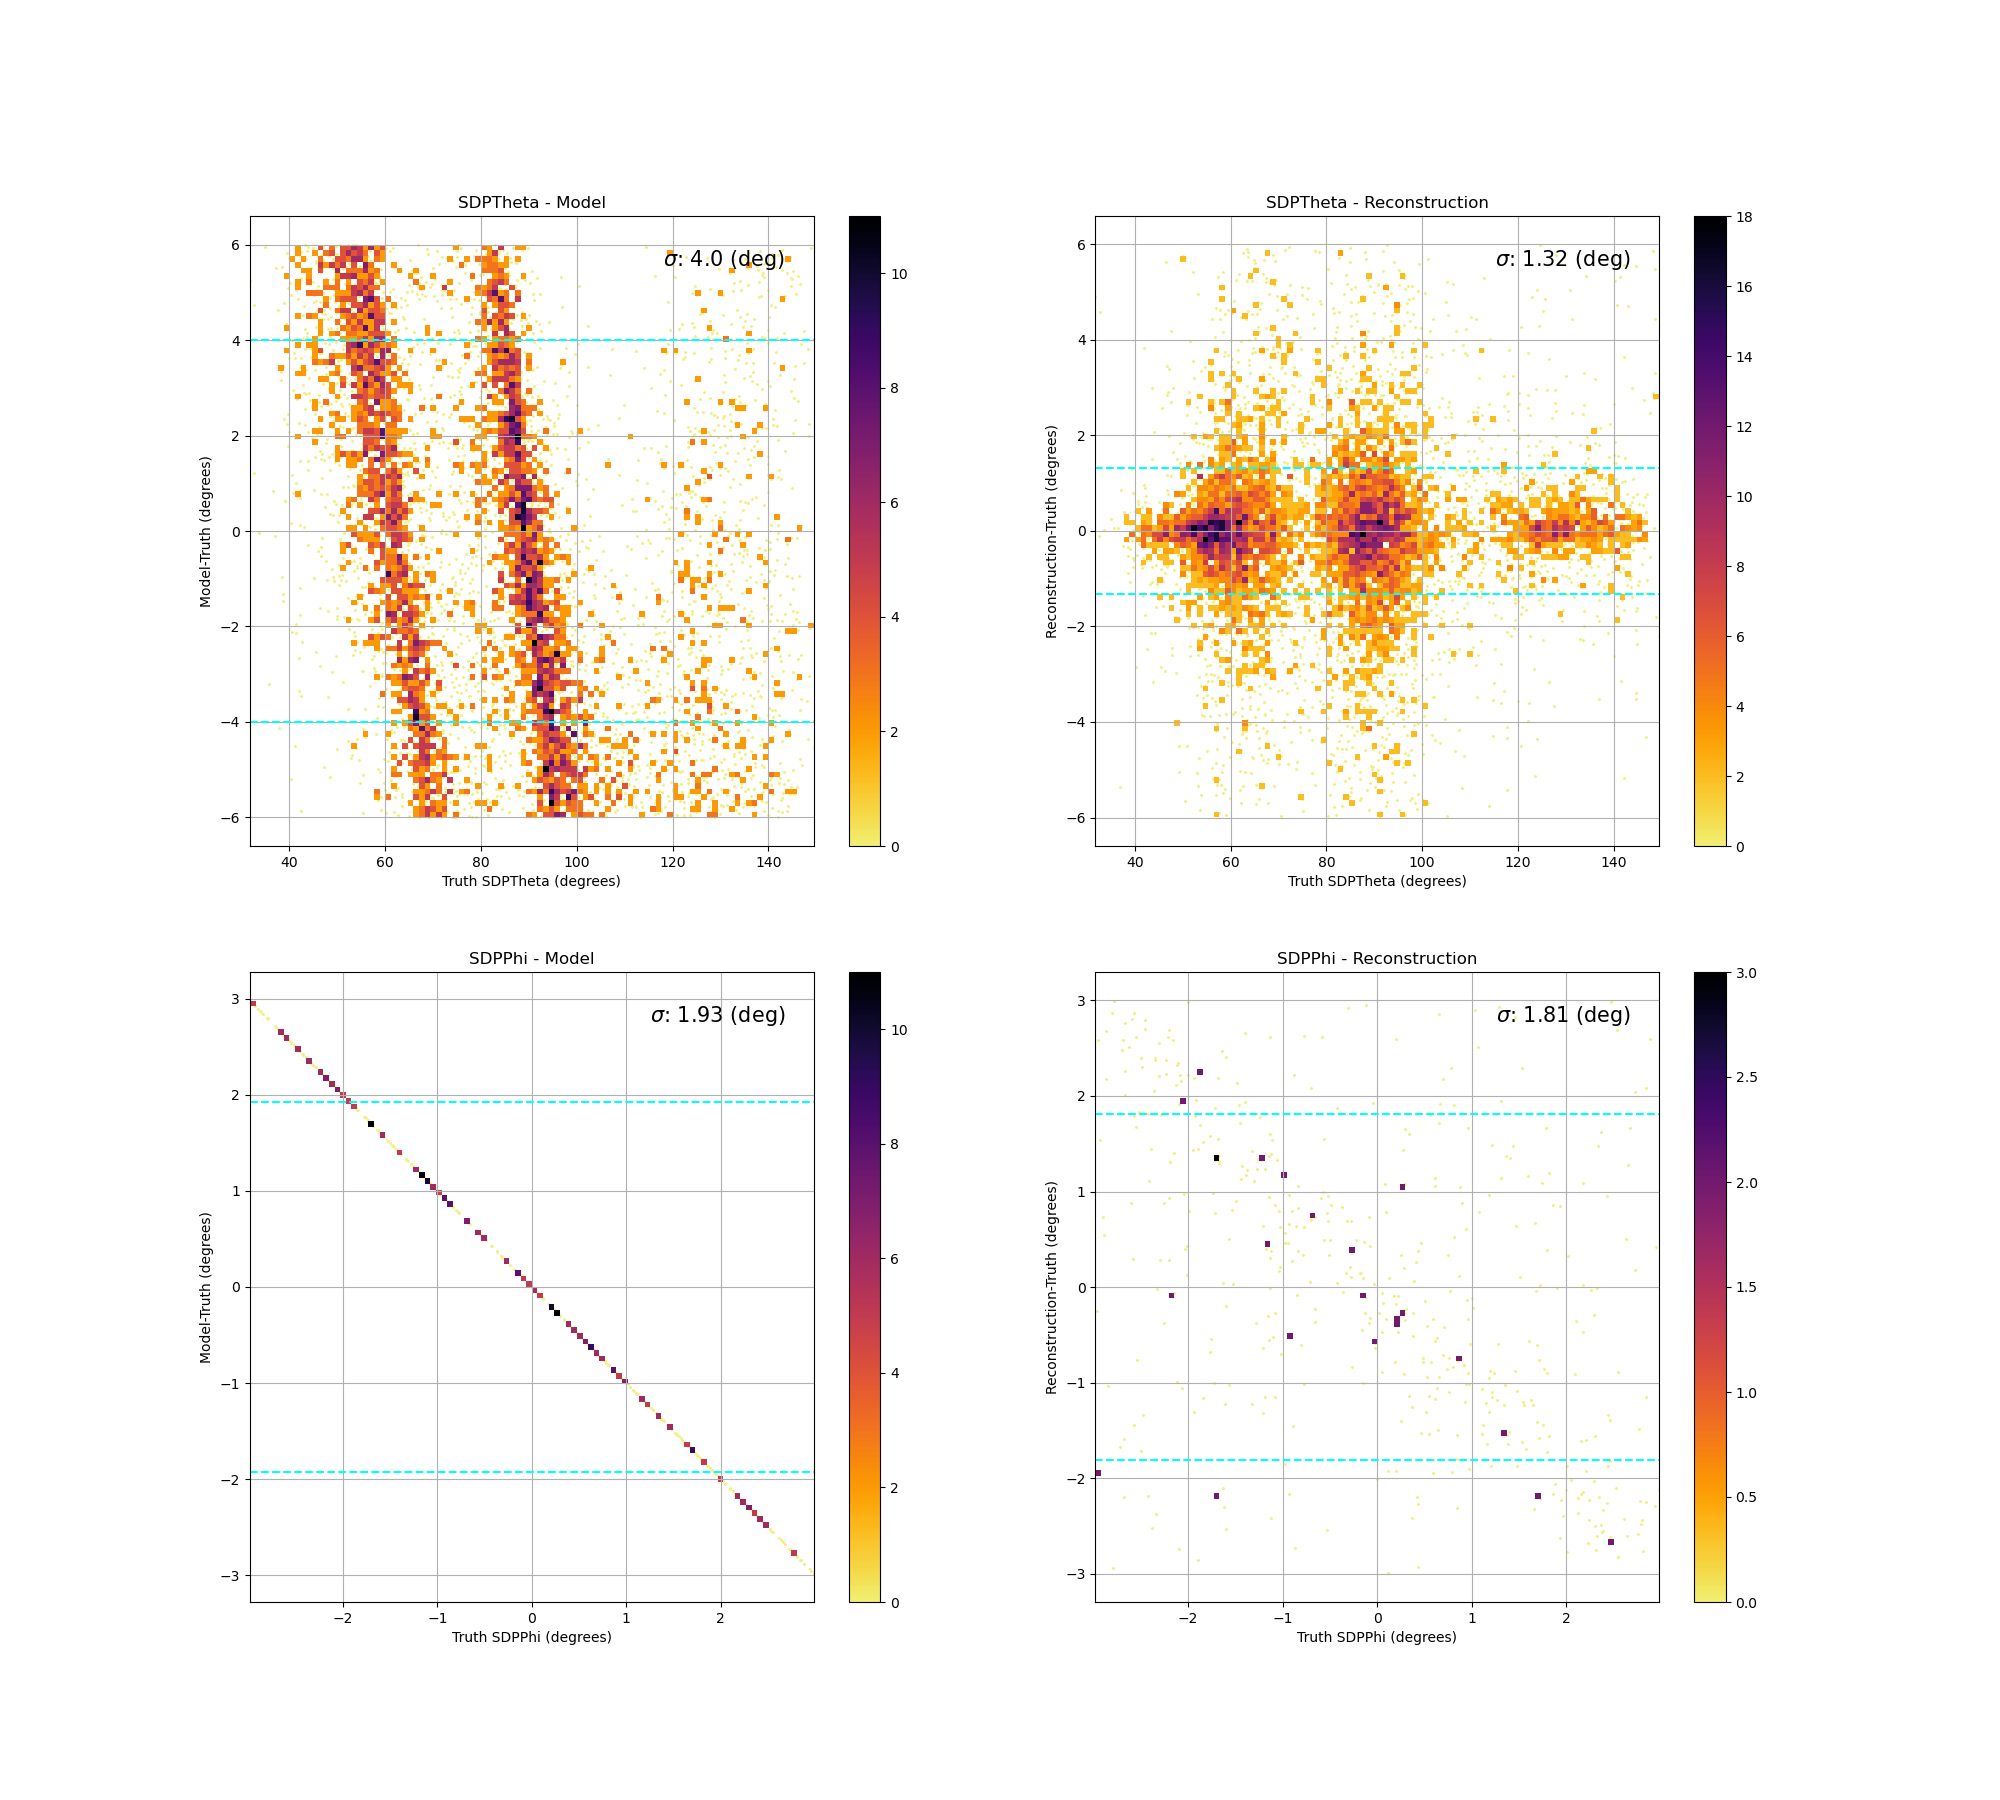 SDPTheta - Model
σ: 4.0 (deg)
6
4
2
0
−2
−4
−6
Model-Truth (degrees)
40 60 80 100 120 140
Truth SDPTheta (degrees)
10
8
6
4
2
0
SDPTheta - Reconstruction
σ: 1.32 (deg)
6
4
2
0
−2
−4
−6
Reconstruction-Truth (degrees)
40 60 80 100 120 140
Truth SDPTheta (degrees)
18
16
14
12
10
8
6
4
2
0
SDPPhi - Model
σ: 1.93 (deg)
3
2
1
0
−1
−2
−3
Model-Truth (degrees)
−2 −1 0 1 2
Truth SDPPhi (degrees)
10
8
6
4
2
0
SDPPhi - Reconstruction
σ: 1.81 (deg)
3
2
1
0
−1
−2
−3
Reconstruction-Truth (degrees)
−2 −1 0 1 2
Truth SDPPhi (degrees)
3.0
2.5
2.0
1.5
1.0
0.5
0.0